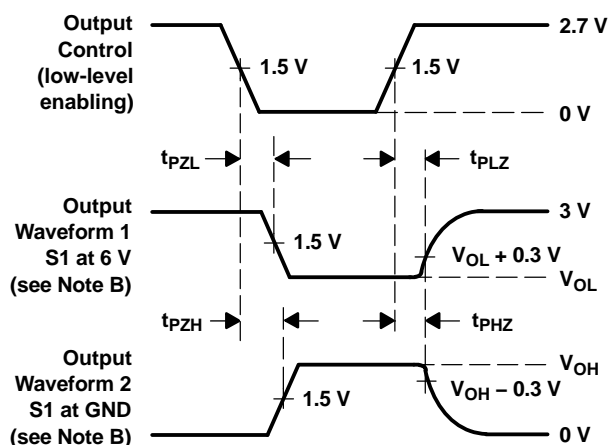 Output
Control
(low-level
enabling)
2.7 V
1.5 V
1.5 V
0 V
tPZL
tPLZ
Output
Waveform 1
S1 at 6 V
(see Note B)
3 V
1.5 V
VOL + 0.3 V
VOL
tPZH
tPHZ
Output
Waveform 2
S1 at GND
(see Note B)
VOH
1.5 V
VOH – 0.3 V
0 V